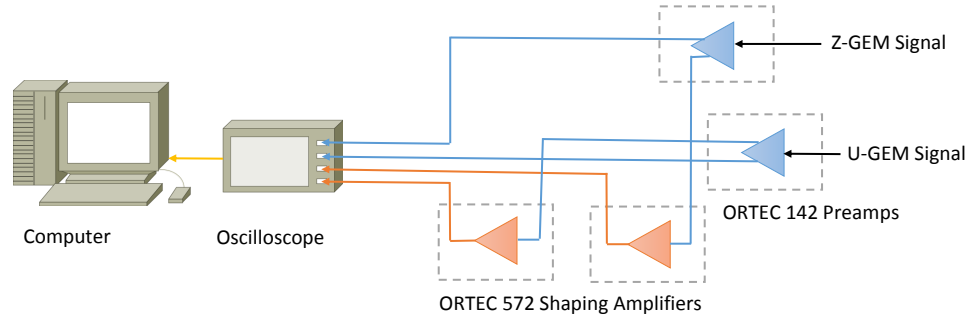 Z-GEM Signal
U-GEM Signal
ORTEC 142 Preamps
Computer
Oscilloscope
ORTEC 572 Shaping Amplifiers